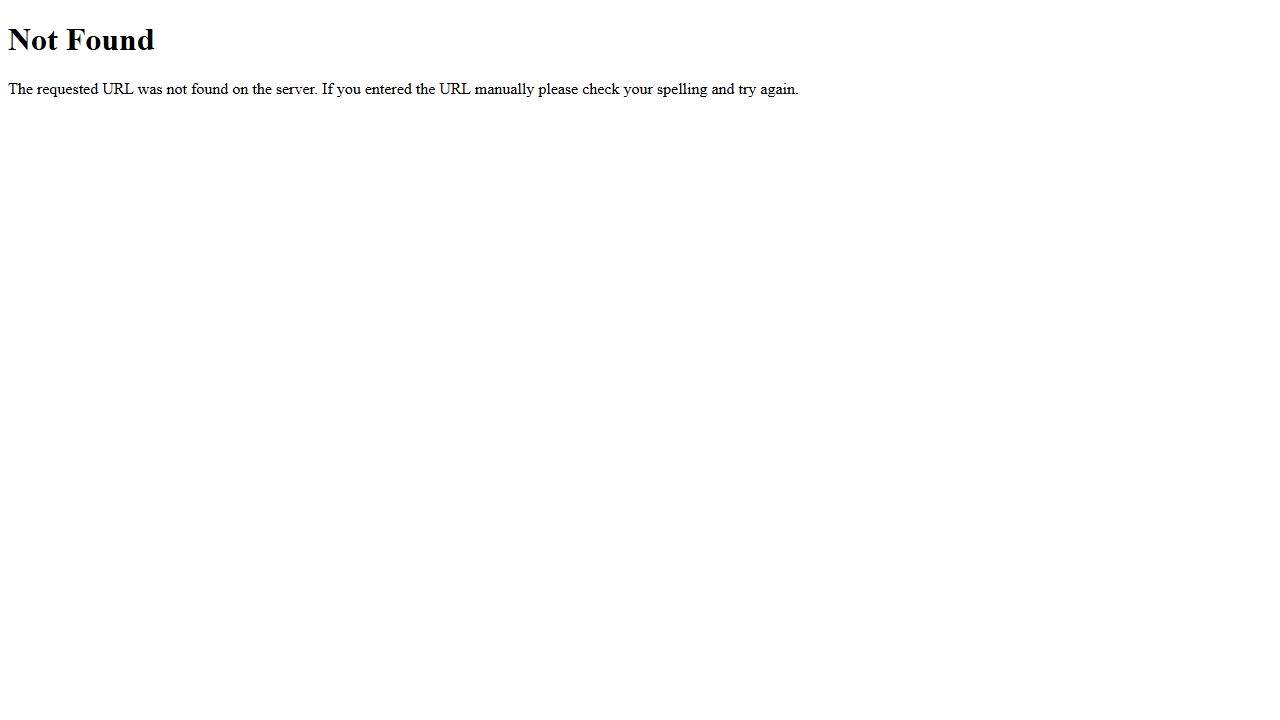 Not Found
The requested URL was not found on the server. If you entered the URL manually please check your spelling and try again.